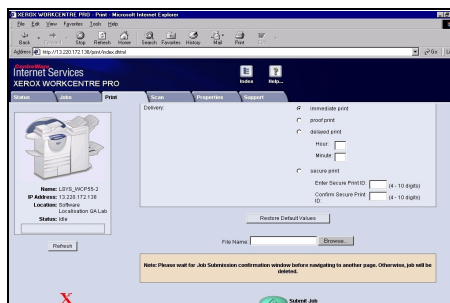 XEROX WORKCENTRE PRO - Print - Microsoft Internet Explorer
File Edit View Favorites Tools Help
Back Forward Stop Refresh Home Search Favorites History Mail Print
Address http://13.220.172.138/print/index.dhtml Go
CentreWare
Internet Services
XEROX WORKCENTRE PRO
Index Help...
Status Jobs Print Scan Properties Support
Delivery:
immediate print
proof print
delayed print
Hour:
Minute:
secure print
Enter Secure Print ID: (4 - 10 digits)
Confirm Secure Print ID: (4 - 10 digits)
Name: LSYS_WCP55-2
IP Address: 13.220.172.138
Location: Software Localisation QA Lab
Status: Idle
Refresh
Restore Default Values
File Name: Browse...
Note: Please wait for Job Submission confirmation window before navigating to another page. Otherwise, job will be deleted.
X
Submit Job